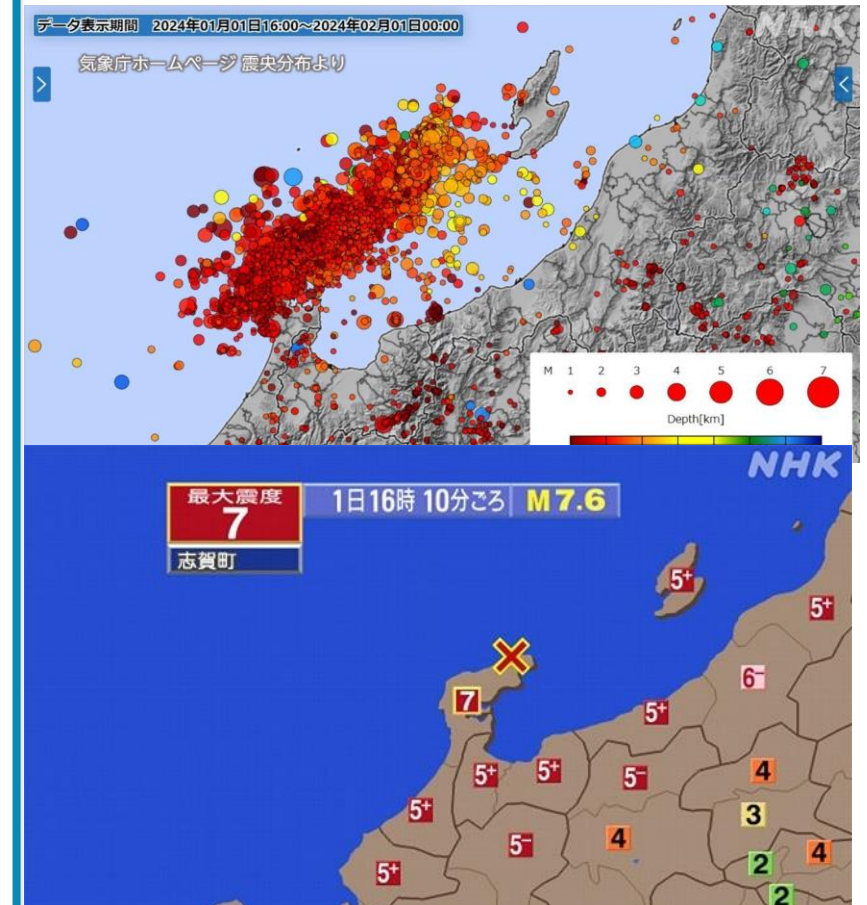 データ表示期間 2024年01月01日16:00～2024年02月01日00:00
NHK
気象庁ホームページ 震央分布より
M 1 2 3 4 5 6 7
Depth[km]
NHK
最大震度
7
1日16時10分ごろ M7.6
志賀町
5+
5+
6-
7
5+
5+
5+
5-
4
5+
3
5-
4
4
2
5+
2